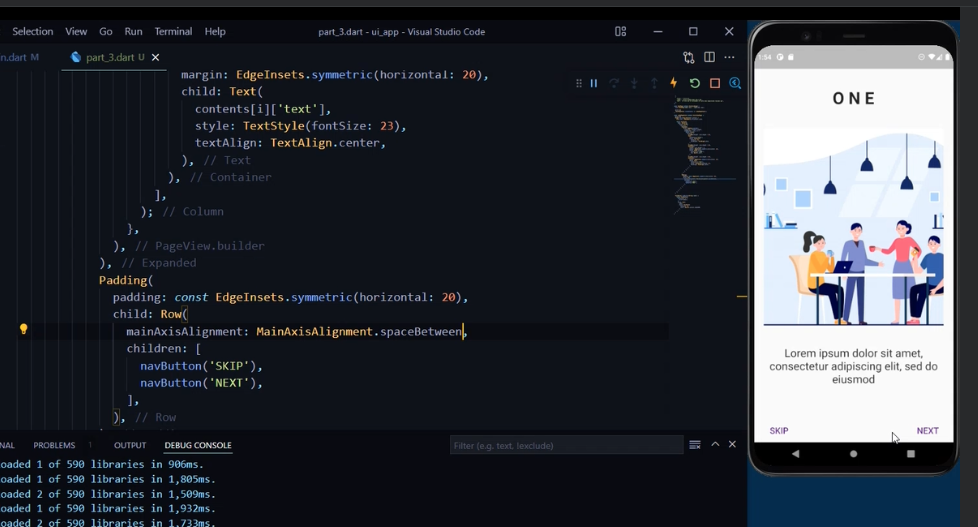 Selection View Go Run Terminal Help
part_3.dart - ui_app - Visual Studio Code
n.dart M
part_3.dart U
margin: EdgeInsets.symmetric(horizontal: 20),
child: Text(
contents[i]['text'],
style: TextStyle(fontSize: 23),
textAlign: TextAlign.center,
), // Text
), // Container
],
); // Column
},
), // PageView.builder
), // Expanded
Padding(
padding: const EdgeInsets.symmetric(horizontal: 20),
child: Row(
mainAxisAlignment: MainAxisAlignment.spaceBetween,
children: [
navButton('SKIP'),
navButton('NEXT'),
],
), // Row
NAL PROBLEMS 1 OUTPUT DEBUG CONSOLE
Filter (e.g. text, !exclude)
oaded 1 of 590 libraries in 906ms.
oaded 1 of 590 libraries in 1,805ms.
oaded 2 of 590 libraries in 1,509ms.
oaded 1 of 590 libraries in 1,932ms.
oaded 2 of 590 libraries in 1,733ms.
1:54
ONE
Lorem ipsum dolor sit amet,
consectetur adipiscing elit, sed do
eiusmod
SKIP
NEXT